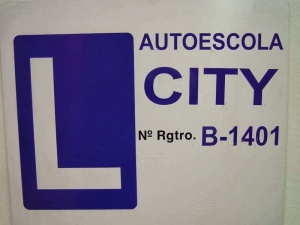 L
AUTOESCOLA
CITY
Nº Rgtro. B-1401